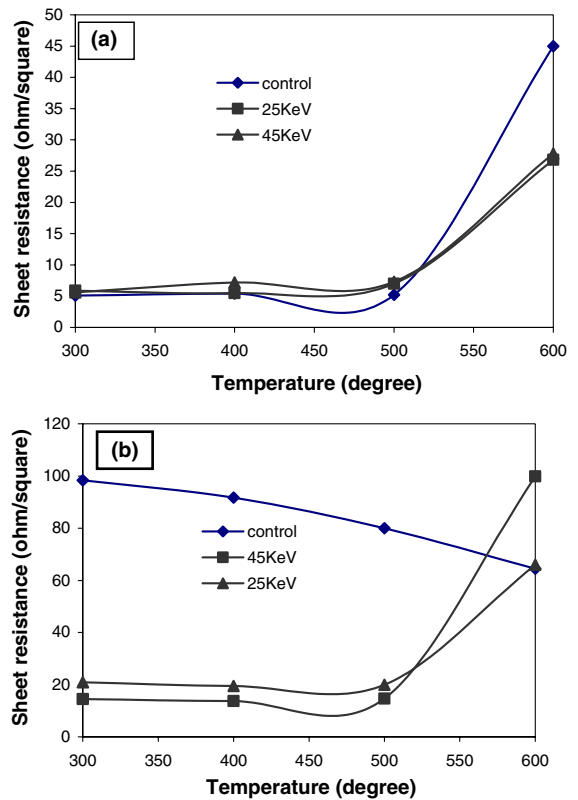 (a)
Sheet resistance (ohm/square)
50
45
40
35
30
25
20
15
10
5
0
control
25KeV
45KeV
300 350 400 450 500 550 600
Temperature (degree)
(b)
Sheet resistance (ohm/square)
120
100
80
60
40
20
0
control
45KeV
25KeV
300 350 400 450 500 550 600
Temperature (degree)